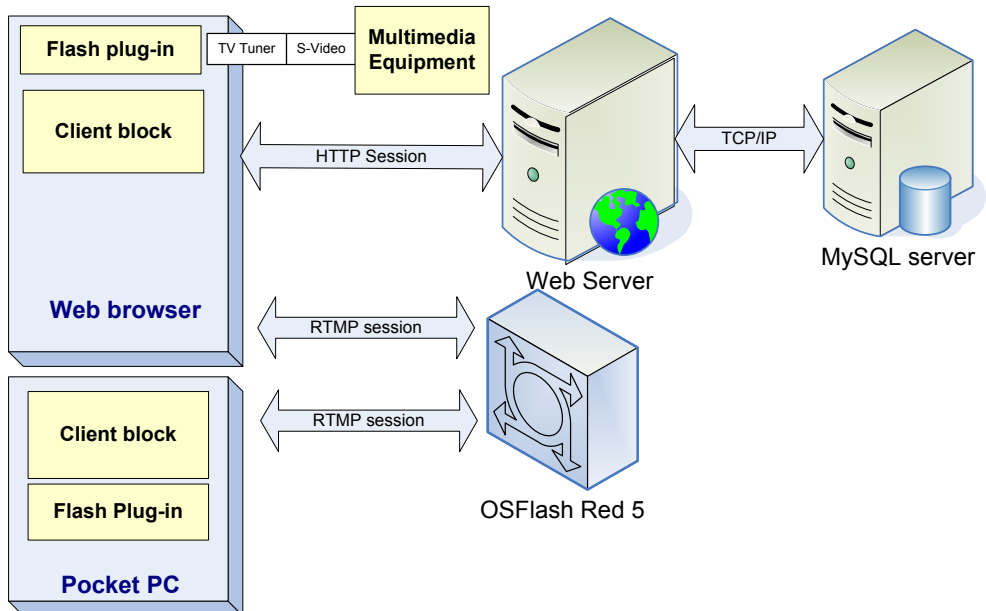 Flash plug-in
TV Tuner
S-Video
Multimedia
Equipment
Client block
HTTP Session
TCP/IP
Web Server
MySQL server
Web browser
RTMP session
RTMP session
Client block
Flash Plug-in
OSFlash Red 5
Pocket PC